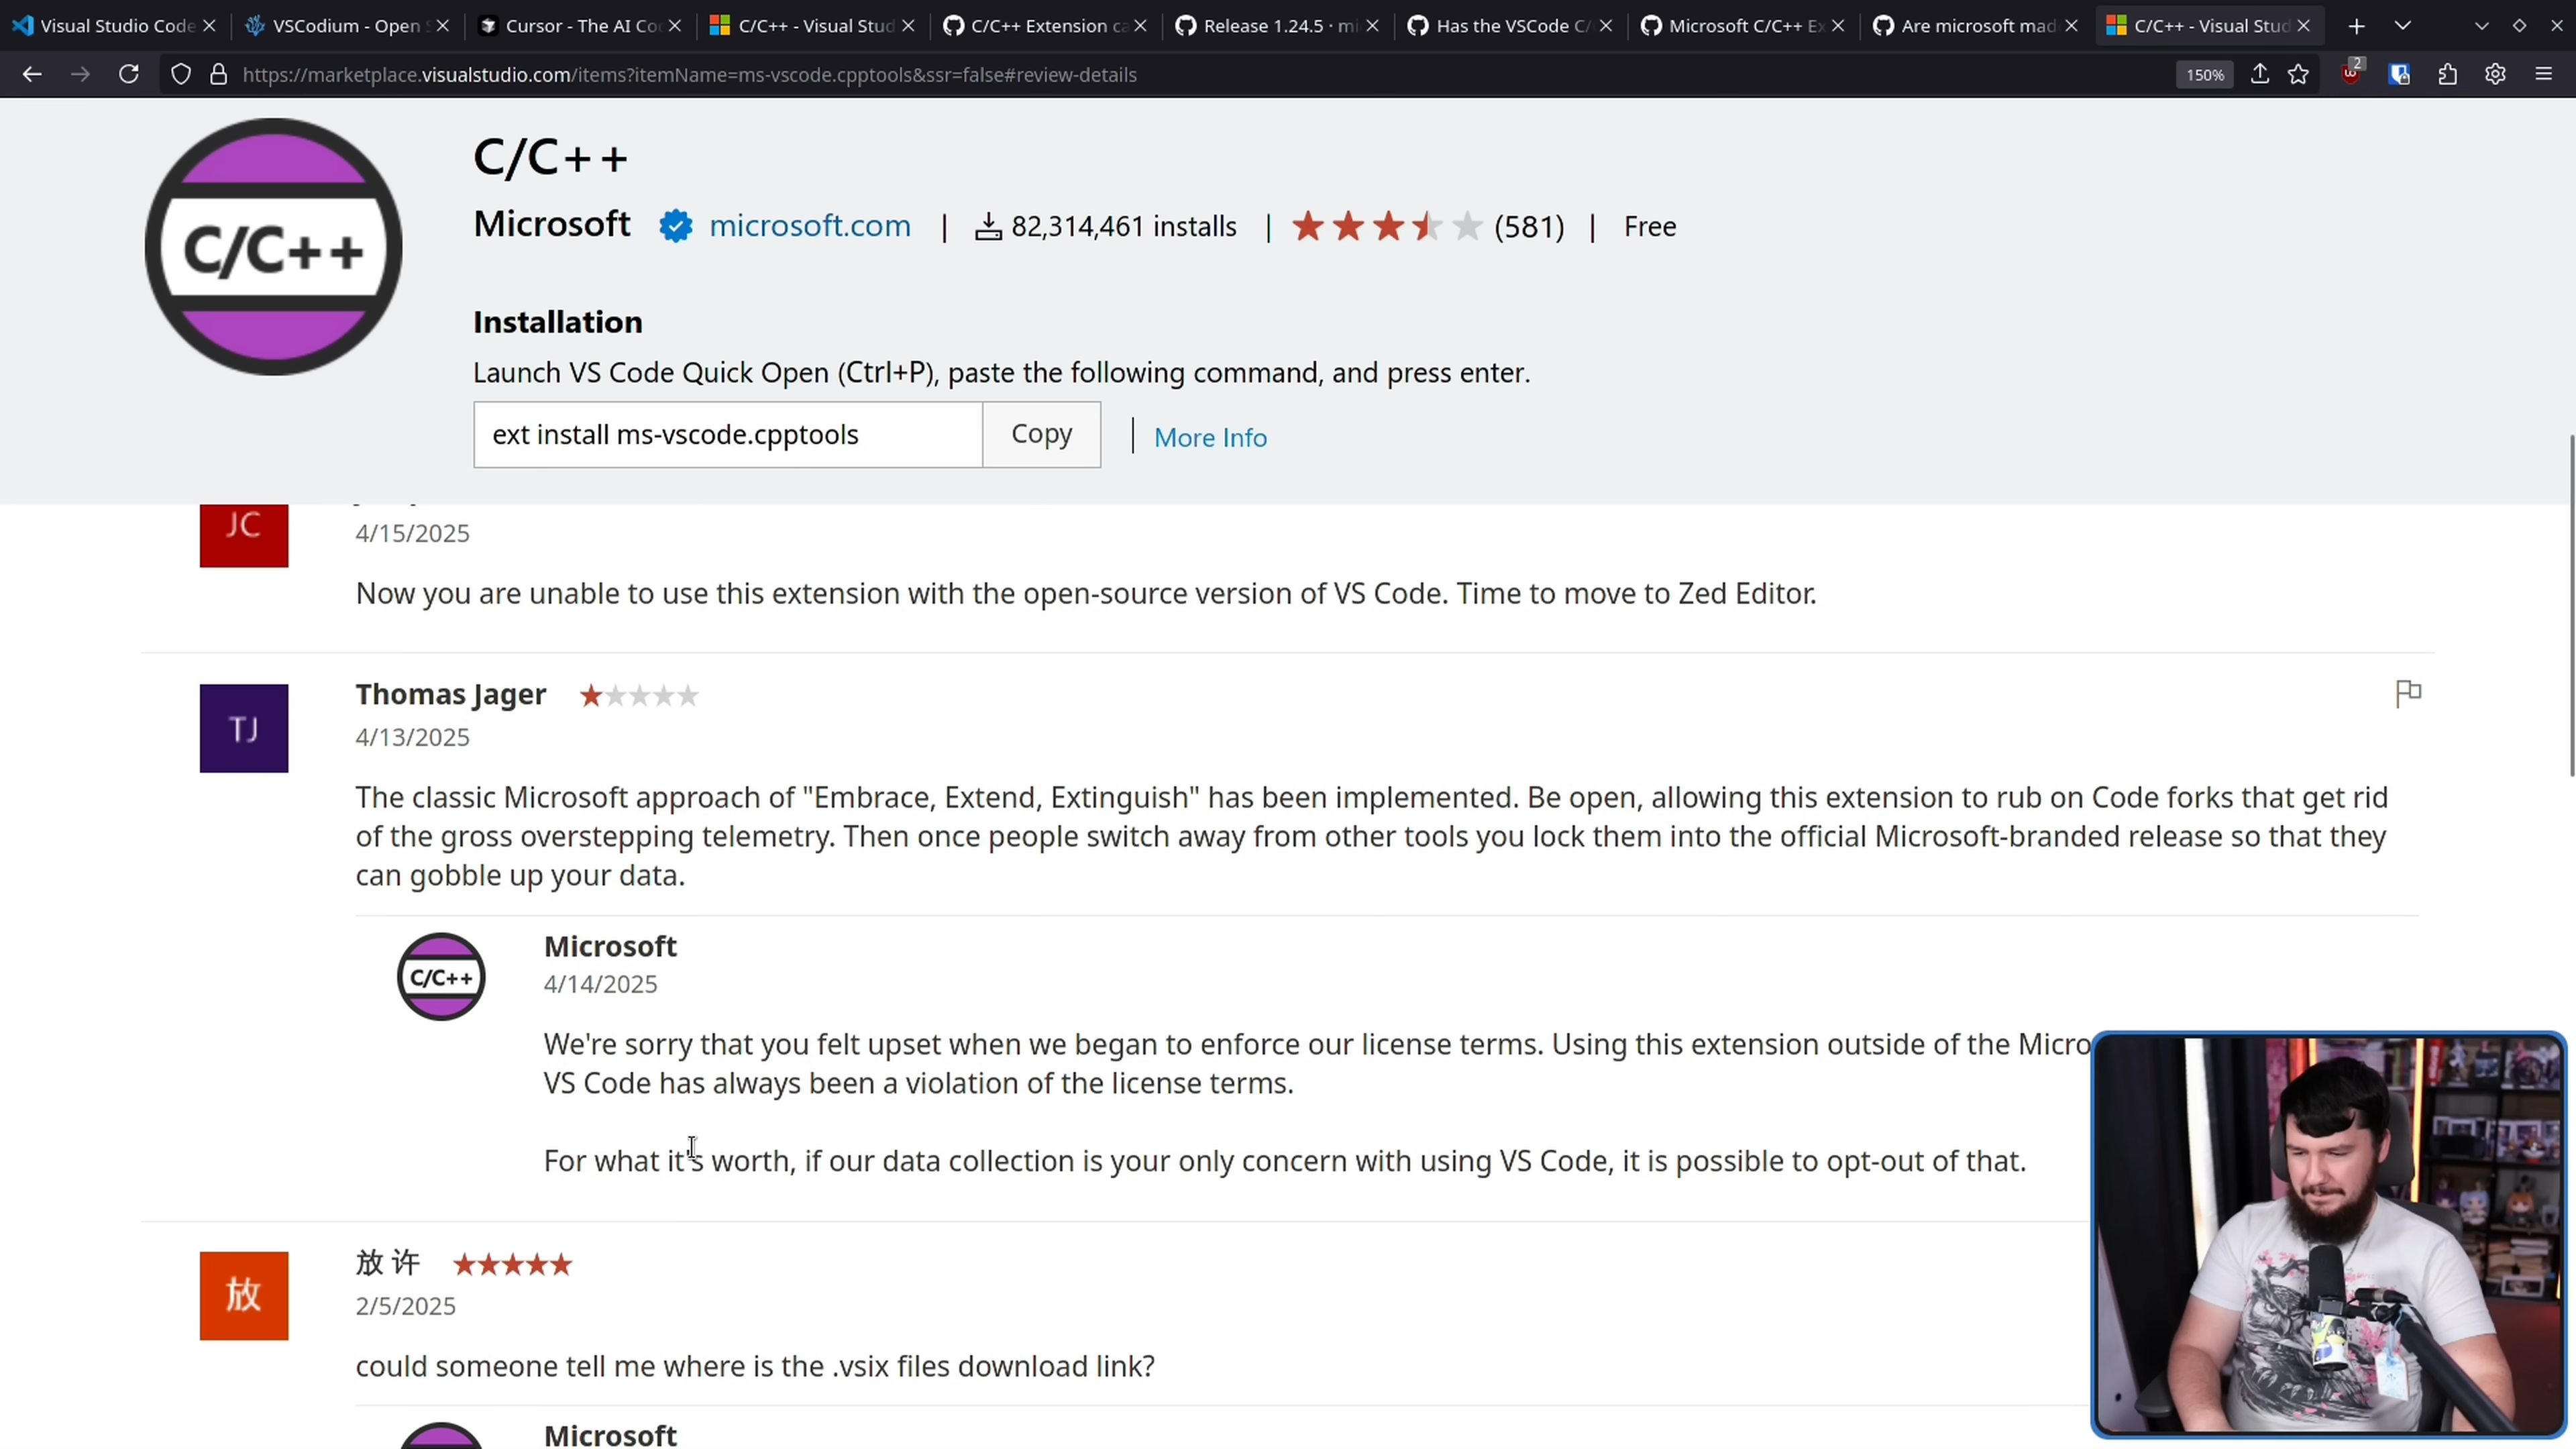 Visual Studio Code
VSCodium - Open S
Cursor - The AI Co
C/C++ - Visual Stud
C/C++ Extension ca
Release 1.24.5 · mi
Has the VSCode C/
Microsoft C/C++ Ex
Are microsoft mad
C/C++ - Visual Stud
https://marketplace.visualstudio.com/items?itemName=ms-vscode.cpptools&ssr=false#review-details
150%
2
C/C++
C/C++
Microsoft microsoft.com | 82,314,461 installs | (581) | Free
Installation
Launch VS Code Quick Open (Ctrl+P), paste the following command, and press enter.
ext install ms-vscode.cpptools Copy | More Info
JC
4/15/2025
Now you are unable to use this extension with the open-source version of VS Code. Time to move to Zed Editor.
TJ
Thomas Jager
4/13/2025
The classic Microsoft approach of "Embrace, Extend, Extinguish" has been implemented. Be open, allowing this extension to rub on Code forks that get rid
of the gross overstepping telemetry. Then once people switch away from other tools you lock them into the official Microsoft-branded release so that they
can gobble up your data.
C/C++
Microsoft
4/14/2025
We're sorry that you felt upset when we began to enforce our license terms. Using this extension outside of the Micro
VS Code has always been a violation of the license terms.
For what it's worth, if our data collection is your only concern with using VS Code, it is possible to opt-out of that.
放
放 许
2/5/2025
could someone tell me where is the .vsix files download link?
Microsoft